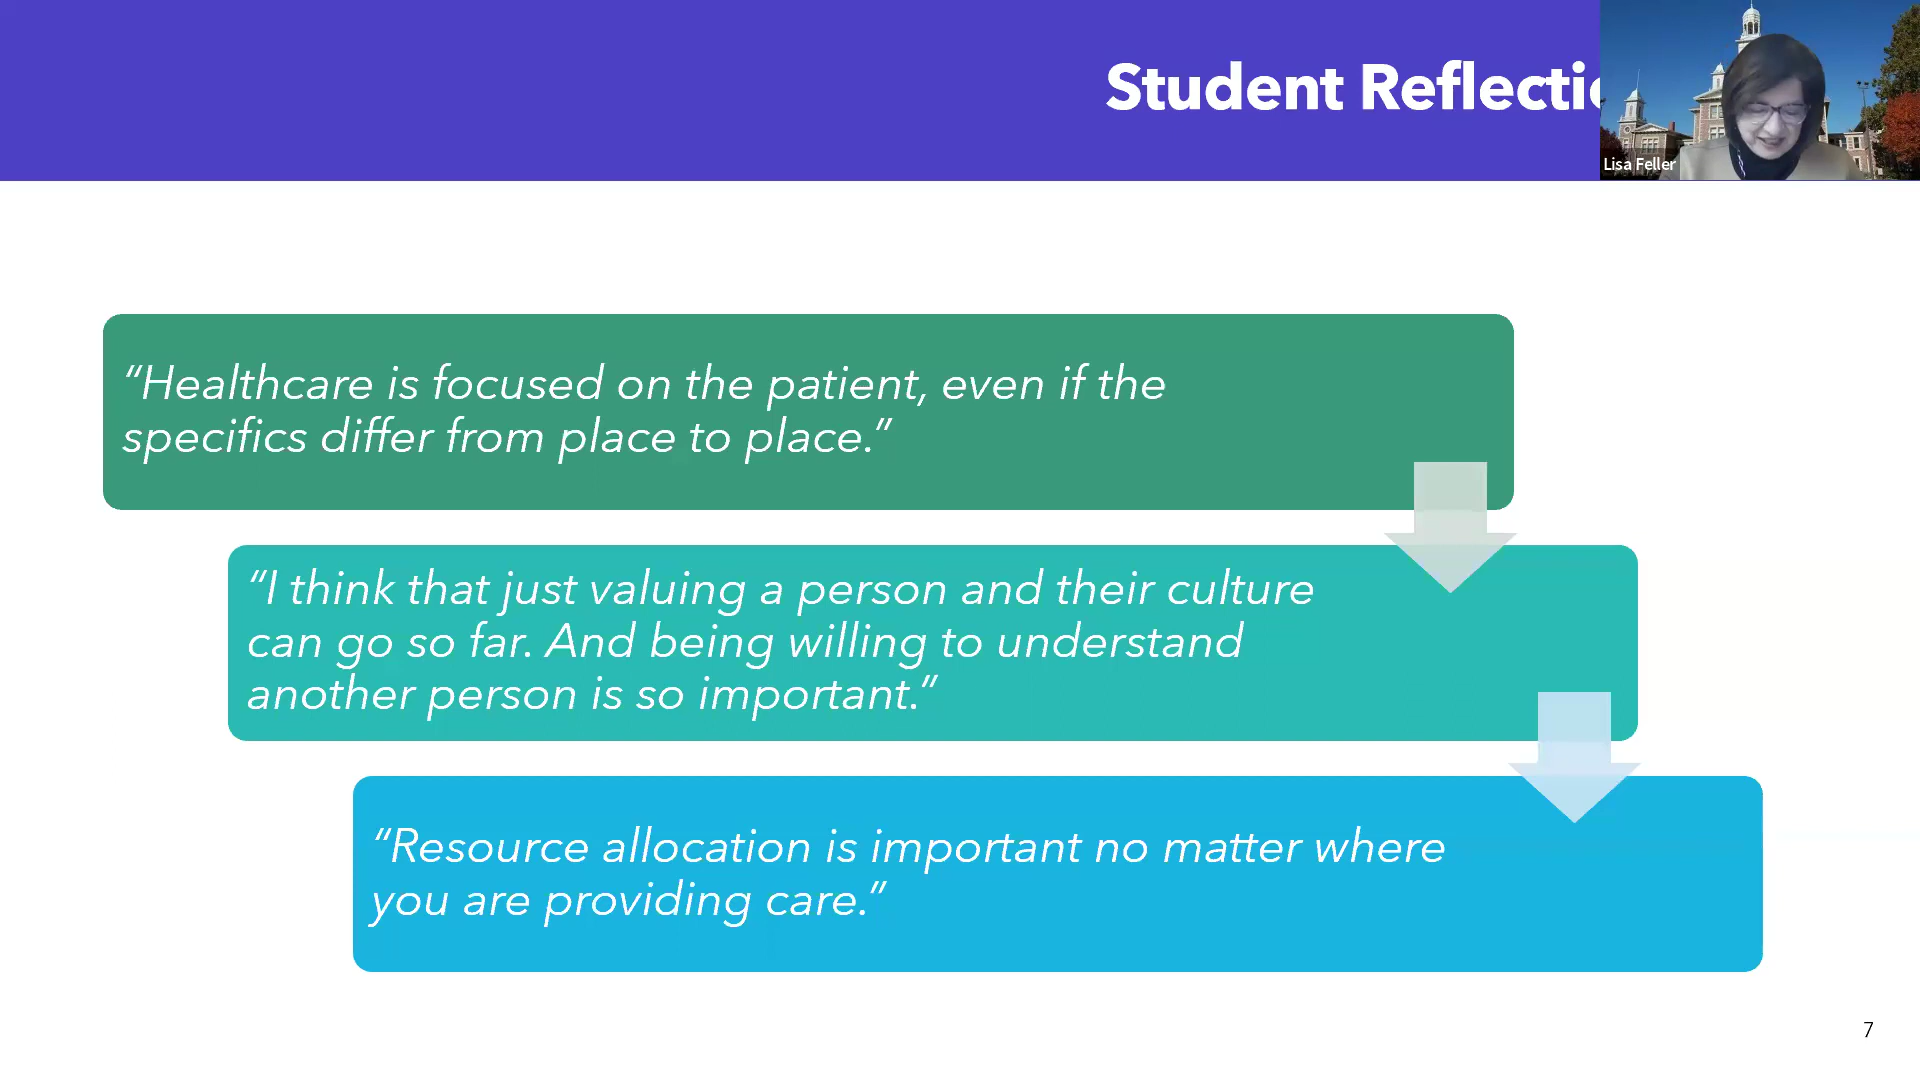 Student Reflectio
Lisa Feller
“Healthcare is focused on the patient, even if the
specifics differ from place to place.”
“I think that just valuing a person and their culture
can go so far. And being willing to understand
another person is so important.”
“Resource allocation is important no matter where
you are providing care.”
7